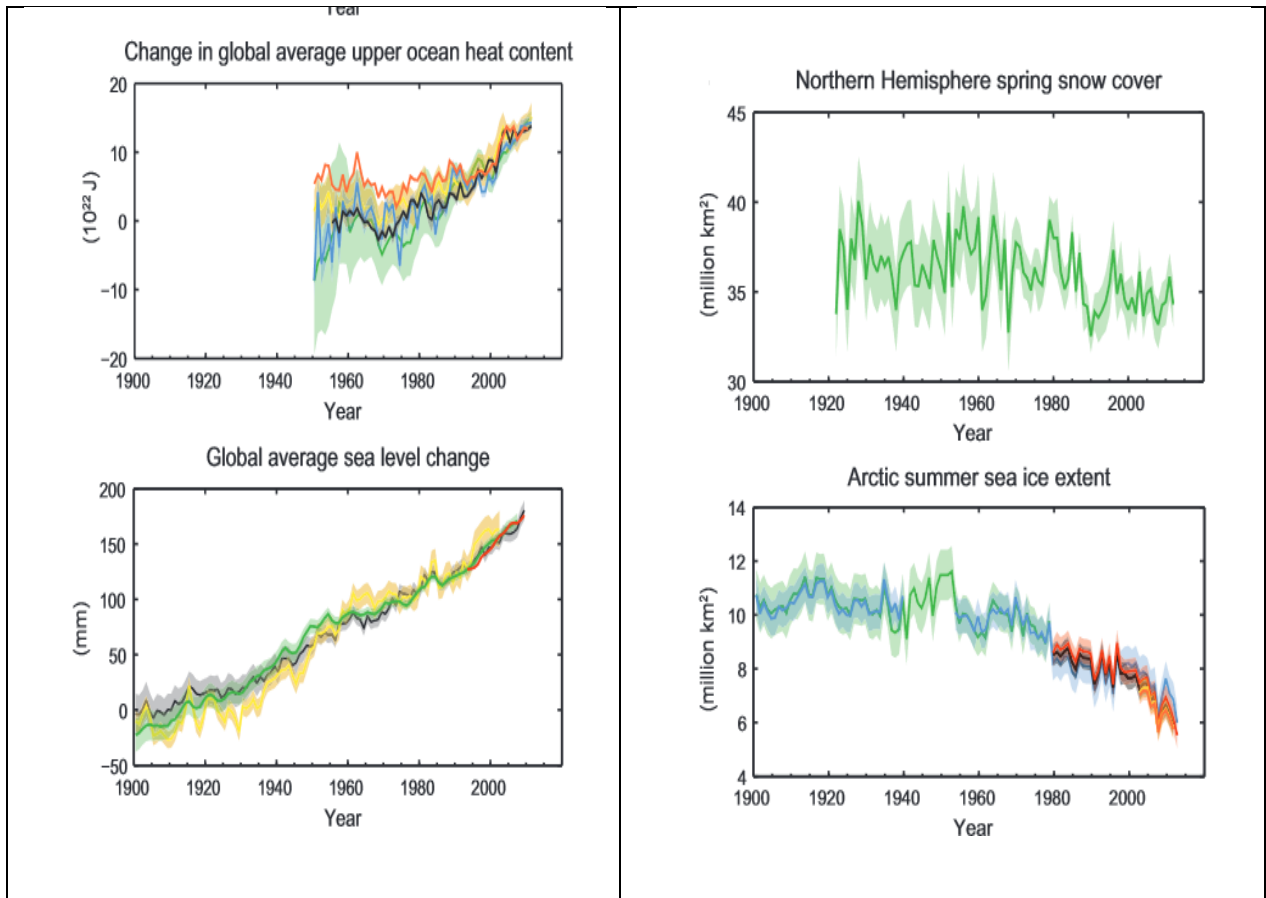 Year
Change in global average upper ocean heat content
20
10
0
−10
−20
(10²² J)
1900 1920 1940 1960 1980 2000
Year
Global average sea level change
200
150
100
50
0
−50
(mm)
1900 1920 1940 1960 1980 2000
Year
Northern Hemisphere spring snow cover
45
40
35
30
(million km²)
1900 1920 1940 1960 1980 2000
Year
Arctic summer sea ice extent
14
12
10
8
6
4
(million km²)
1900 1920 1940 1960 1980 2000
Year